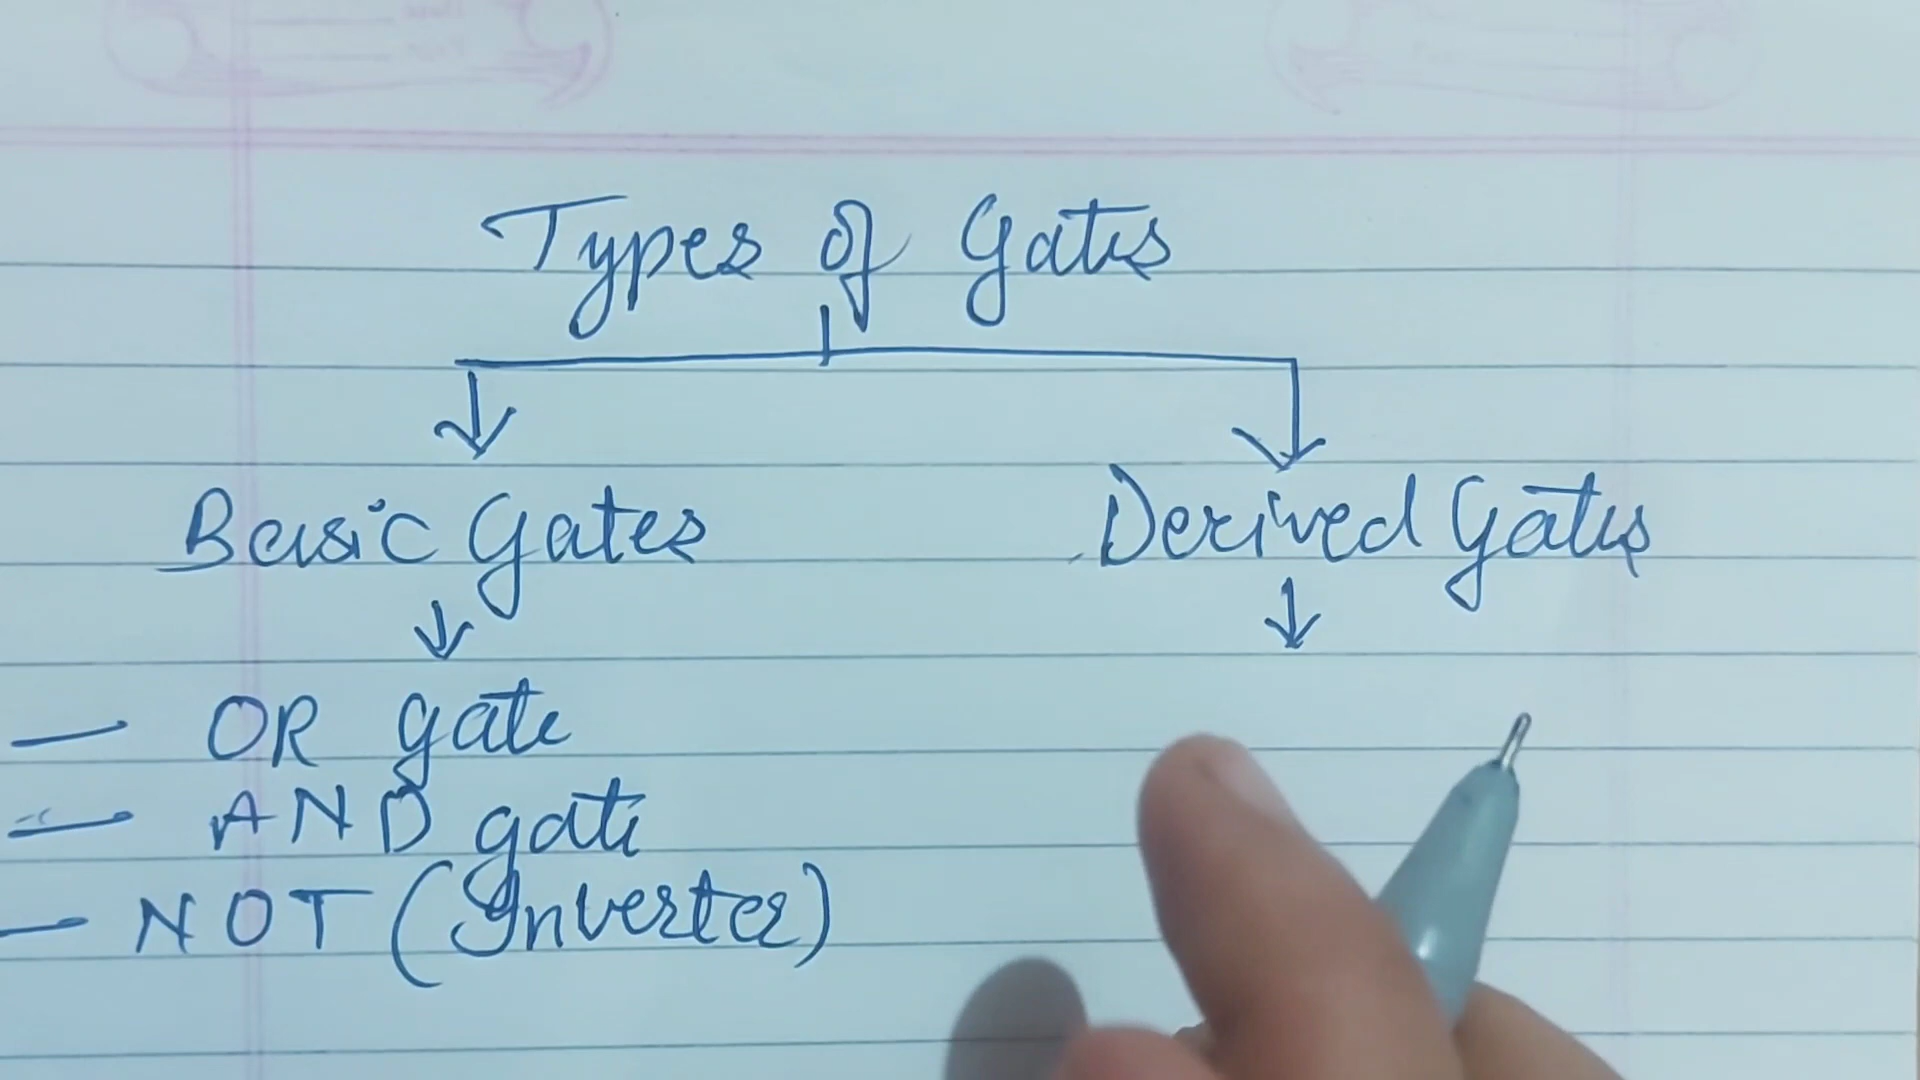 Types of Gates
Basic Gates
Derived Gates
- OR gate
- AND gate
- NOT (Inverter)